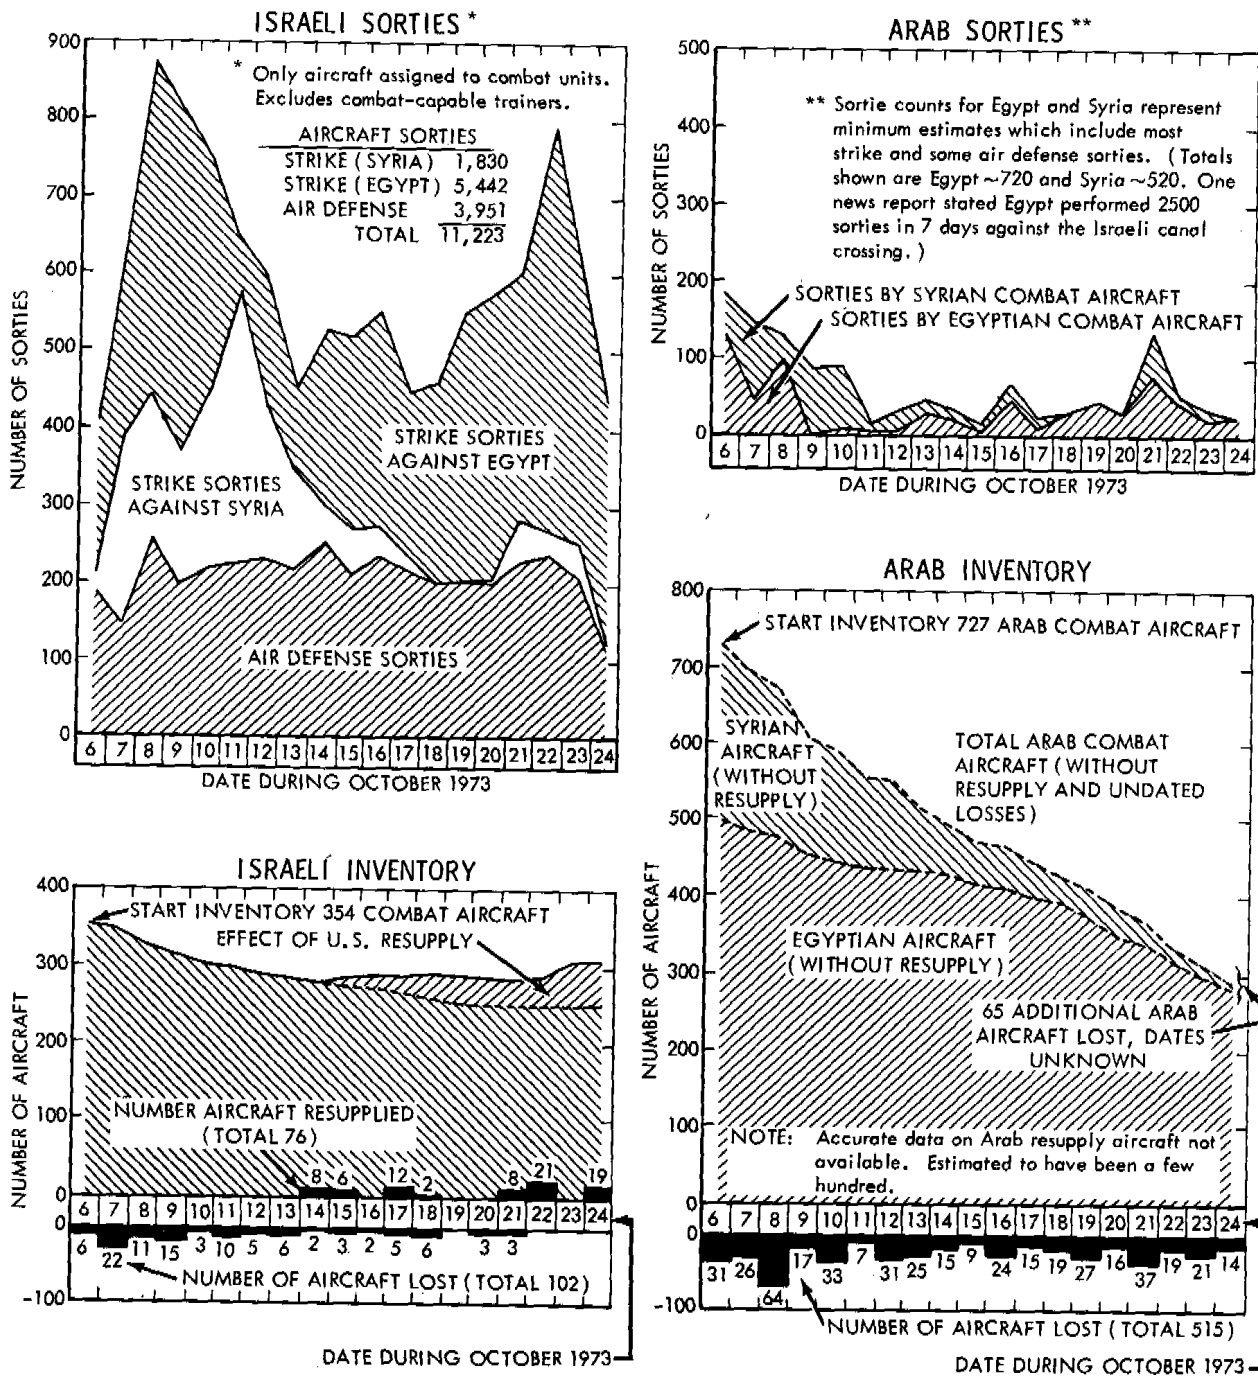 ISRAELI SORTIES *
900
800
700
600
500
400
300
200
100
0
NUMBER OF SORTIES
* Only aircraft assigned to combat units.
Excludes combat-capable trainers.
AIRCRAFT SORTIES
STRIKE (SYRIA) 1,830
STRIKE (EGYPT) 5,442
AIR DEFENSE 3,951
TOTAL 11,223
STRIKE SORTIES
AGAINST EGYPT
STRIKE SORTIES
AGAINST SYRIA
AIR DEFENSE SORTIES
6 7 8 9 10 11 12 13 14 15 16 17 18 19 20 21 22 23 24
DATE DURING OCTOBER 1973
ARAB SORTIES **
500
400
300
200
100
0
NUMBER OF SORTIES
** Sortie counts for Egypt and Syria represent
minimum estimates which include most
strike and some air defense sorties. (Totals
shown are Egypt ~720 and Syria ~520. One
news report stated Egypt performed 2500
sorties in 7 days against the Israeli canal
crossing.)
SORTIES BY SYRIAN COMBAT AIRCRAFT
SORTIES BY EGYPTIAN COMBAT AIRCRAFT
6 7 8 9 10 11 12 13 14 15 16 17 18 19 20 21 22 23 24
DATE DURING OCTOBER 1973
ISRAELI INVENTORY
400
300
200
100
0
0
-100
NUMBER OF AIRCRAFT
START INVENTORY 354 COMBAT AIRCRAFT
EFFECT OF U.S. RESUPPLY
NUMBER AIRCRAFT RESUPPLIED
(TOTAL 76)
8 6 12 2 8 21 19
6 7 8 9 10 11 12 13 14 15 16 17 18 19 20 21 22 23 24
6 22 11 15 3 10 5 6 2 3 2 5 6 3 3
NUMBER OF AIRCRAFT LOST (TOTAL 102)
DATE DURING OCTOBER 1973
ARAB INVENTORY
800
700
600
500
400
300
200
100
0
0
-100
NUMBER OF AIRCRAFT
START INVENTORY 727 ARAB COMBAT AIRCRAFT
SYRIAN
AIRCRAFT
(WITHOUT
RESUPPLY)
TOTAL ARAB COMBAT
AIRCRAFT (WITHOUT
RESUPPLY AND UNDATED
LOSSES)
EGYPTIAN AIRCRAFT
(WITHOUT RESUPPLY)
65 ADDITIONAL ARAB
AIRCRAFT LOST, DATES
UNKNOWN
NOTE: Accurate data on Arab resupply aircraft not
available. Estimated to have been a few
hundred.
6 7 8 9 10 11 12 13 14 15 16 17 18 19 20 21 22 23 24
31 26 64 17 33 7 31 25 15 9 24 15 19 27 16 37 19 21 14
NUMBER OF AIRCRAFT LOST (TOTAL 515)
DATE DURING OCTOBER 1973